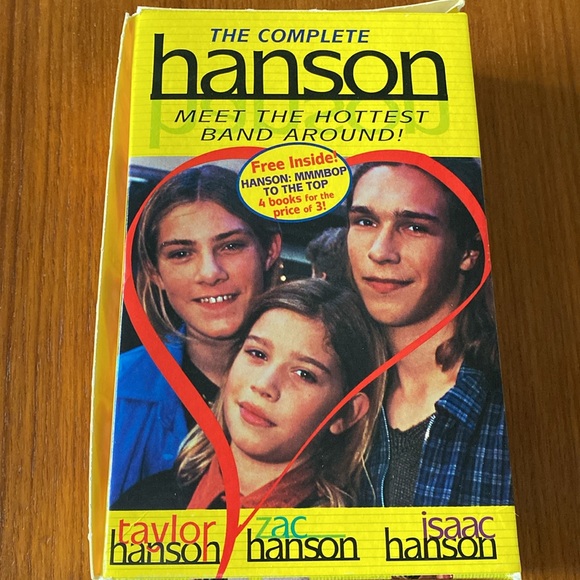 THE COMPLETE
hanson
MEET THE HOTTEST
BAND AROUND!
Free Inside!
HANSON: MMMBOP
TO THE TOP
4 books for the
price of 3!
taylor
hanson
zac
hanson
isaac
hanson